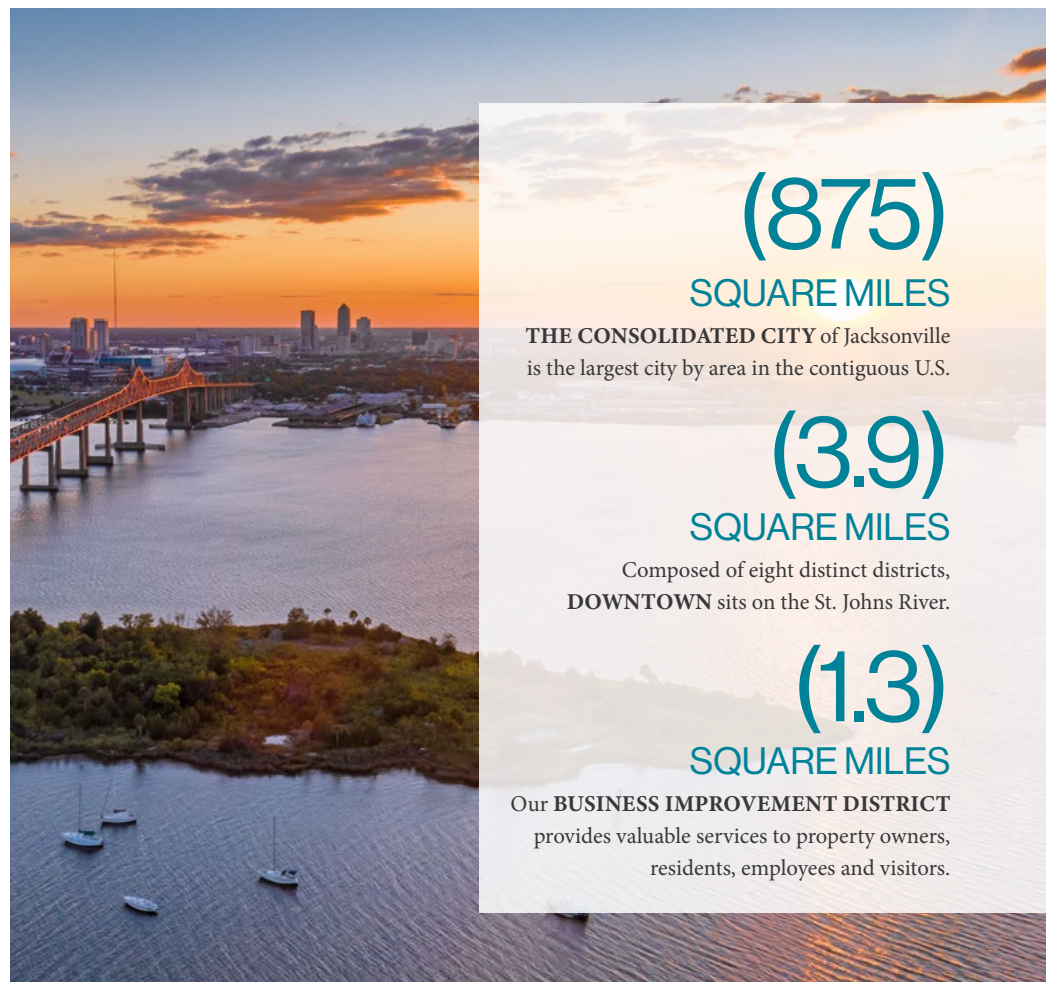 (875)
SQUARE MILES
THE CONSOLIDATED CITY of Jacksonville
is the largest city by area in the contiguous U.S.
(3.9)
SQUARE MILES
Composed of eight distinct districts,
DOWNTOWN sits on the St. Johns River.
(1.3)
SQUARE MILES
Our BUSINESS IMPROVEMENT DISTRICT
provides valuable services to property owners,
residents, employees and visitors.